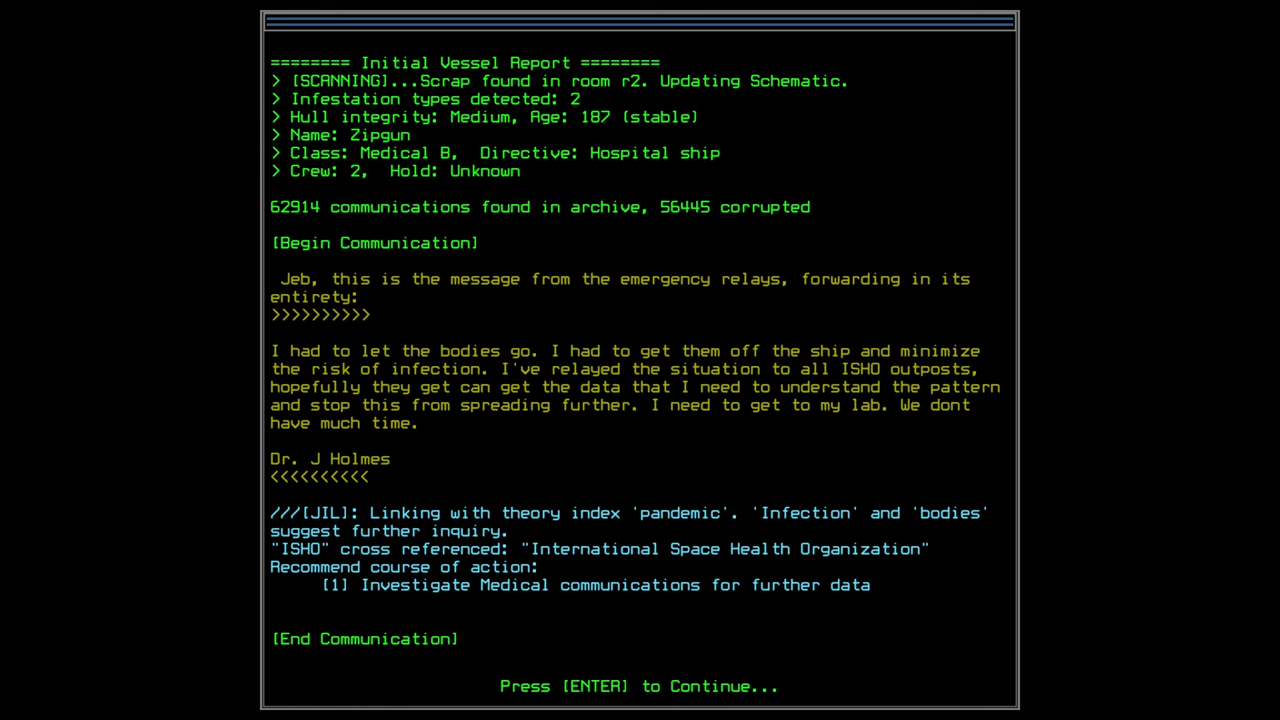 ======== Initial Vessel Report ========
> [SCANNING]...Scrap found in room r2. Updating Schematic.
> Infestation types detected: 2
> Hull integrity: Medium, Age: 187 (stable)
> Name: Zipgun
> Class: Medical B,  Directive: Hospital ship
> Crew: 2,  Hold: Unknown
62914 communications found in archive, 56445 corrupted
[Begin Communication]
Jeb, this is the message from the emergency relays, forwarding in its
entirety:
>>>>>>>>>>
I had to let the bodies go. I had to get them off the ship and minimize
the risk of infection. I've relayed the situation to all ISHO outposts,
hopefully they get can get the data that I need to understand the pattern
and stop this from spreading further. I need to get to my lab. We dont
have much time.
Dr. J Holmes
<<<<<<<<<<
///[JIL]: Linking with theory index 'pandemic'. 'Infection' and 'bodies'
suggest further inquiry.
"ISHO" cross referenced: "International Space Health Organization"
Recommend course of action:
[1] Investigate Medical communications for further data
[End Communication]
Press [ENTER] to Continue...